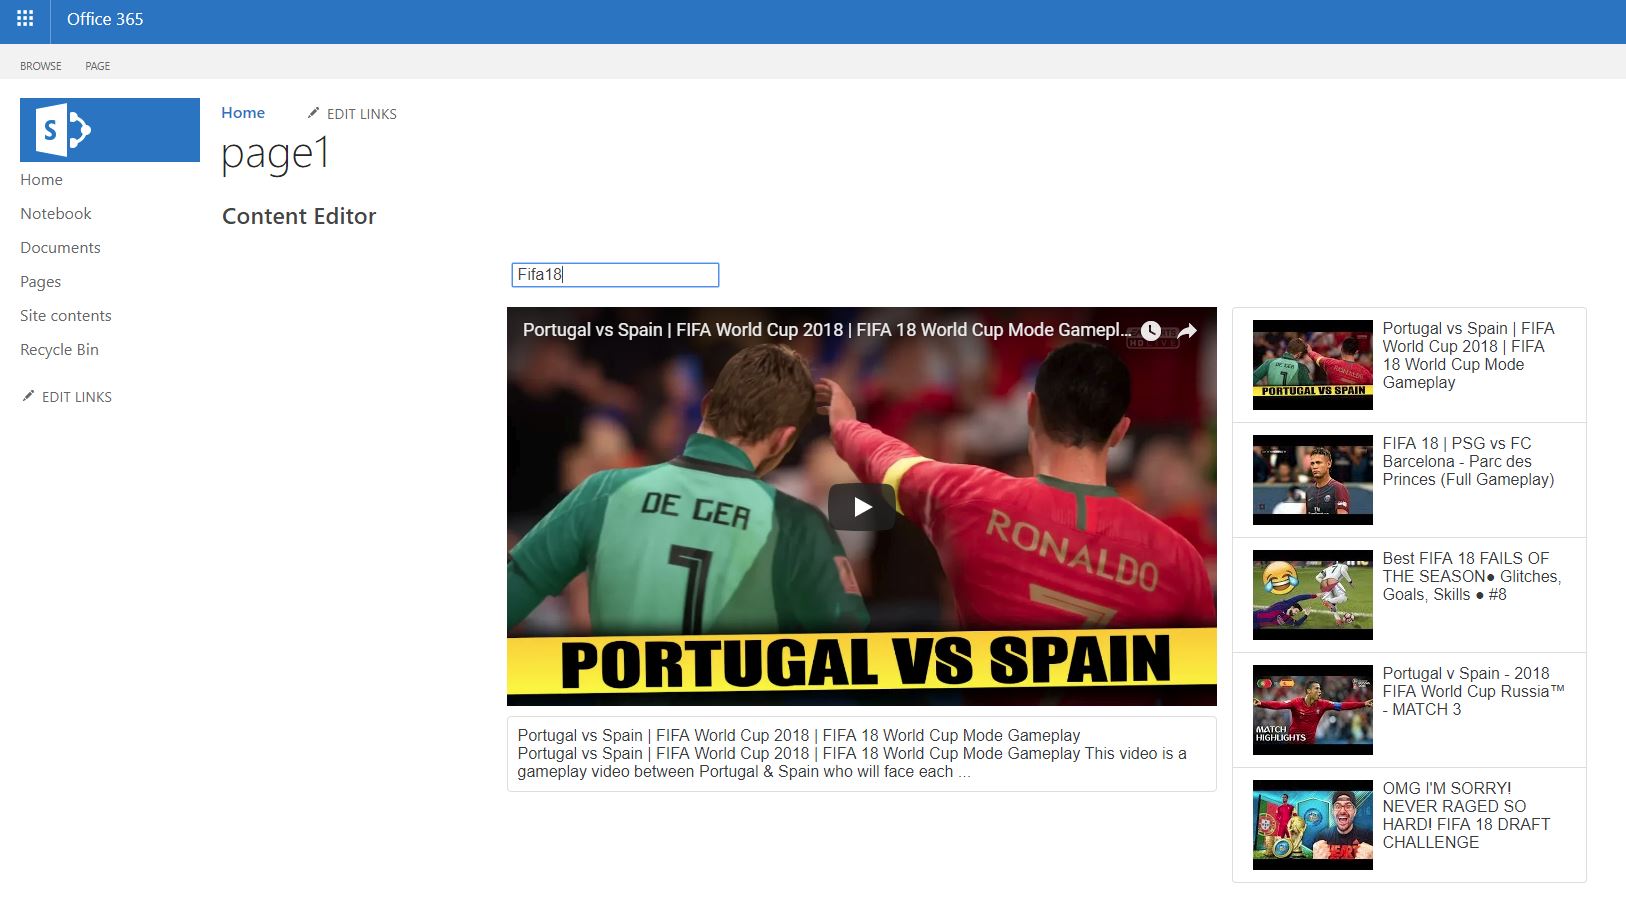 Office 365
BROWSE PAGE
S
Home EDIT LINKS
page1
Home
Notebook
Documents
Pages
Site contents
Recycle Bin
EDIT LINKS
Content Editor
Fifa18
Portugal vs Spain | FIFA World Cup 2018 | FIFA 18 World Cup Mode Gamepl...
HD LIVE
DE GEA
1
RONALDO
7
PORTUGAL VS SPAIN
Portugal vs Spain | FIFA World Cup 2018 | FIFA 18 World Cup Mode Gameplay
Portugal vs Spain | FIFA World Cup 2018 | FIFA 18 World Cup Mode Gameplay This video is a
gameplay video between Portugal & Spain who will face each ...
PORTUGAL VS SPAIN
Portugal vs Spain | FIFA
World Cup 2018 | FIFA
18 World Cup Mode
Gameplay
FIFA 18 | PSG vs FC
Barcelona - Parc des
Princes (Full Gameplay)
Best FIFA 18 FAILS OF
THE SEASON● Glitches,
Goals, Skills ● #8
MATCH
HIGHLIGHTS
Portugal v Spain - 2018
FIFA World Cup Russia™
- MATCH 3
OMG I'M SORRY!
NEVER RAGED SO
HARD! FIFA 18 DRAFT
CHALLENGE